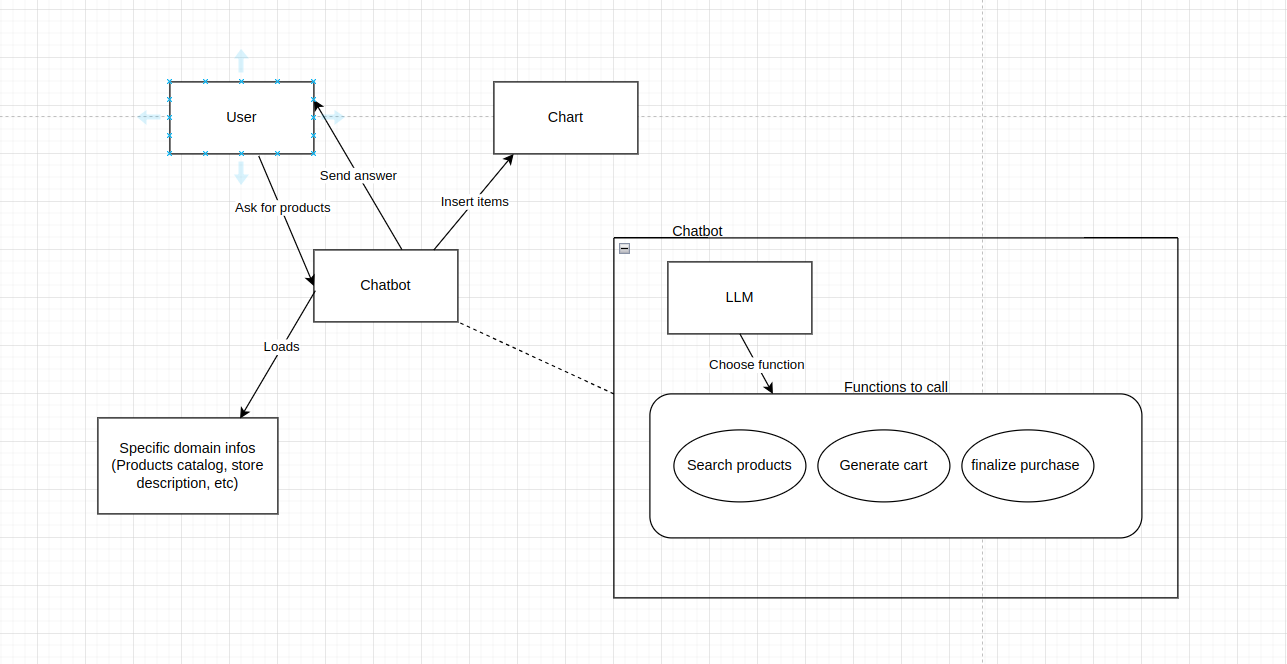 User
Chart
Send answer
Insert items
Ask for products
Chatbot
Chatbot
LLM
Loads
Choose function
Functions to call
Specific domain infos
(Products catalog, store
description, etc)
Search products
Generate cart
finalize purchase